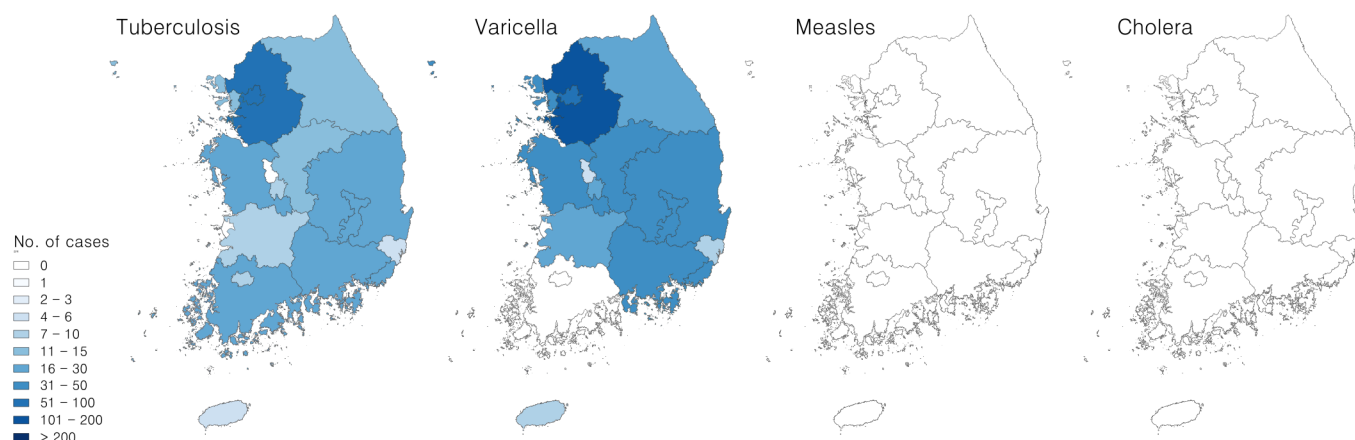 Tuberculosis
Varicella
Measles
Cholera
No. of cases
0
1
2 - 3
4 - 6
7 - 10
11 - 15
16 - 30
31 - 50
51 - 100
101 - 200
> 200